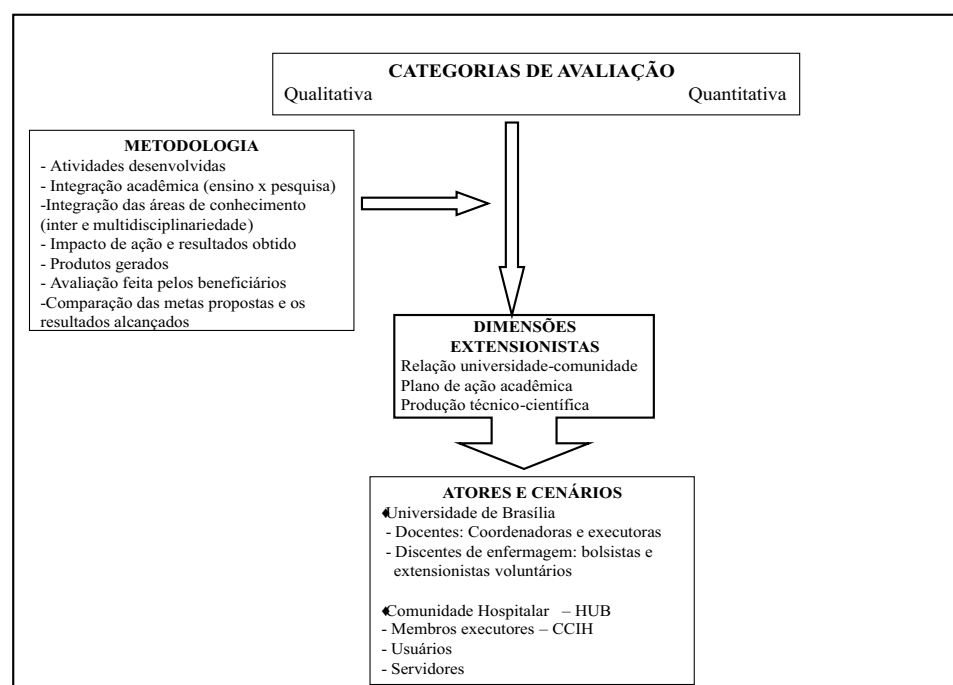 CATEGORIAS DE AVALIAÇÃO
Qualitativa Quantitativa
METODOLOGIA
- Atividades desenvolvidas
- Integração acadêmica (ensino x pesquisa)
-Integração das áreas de conhecimento
(inter e multidisciplinariedade)
- Impacto de ação e resultados obtido
- Produtos gerados
- Avaliação feita pelos beneficiários
-Comparação das metas propostas e os
resultados alcançados
DIMENSÕES
EXTENSIONISTAS
Relação universidade-comunidade
Plano de ação acadêmica
Produção técnico-científica
ATORES E CENÁRIOS
♦Universidade de Brasília
- Docentes: Coordenadoras e executoras
- Discentes de enfermagem: bolsistas e
extensionistas voluntários
♦Comunidade Hospitalar – HUB
- Membros executores – CCIH
- Usuários
- Servidores